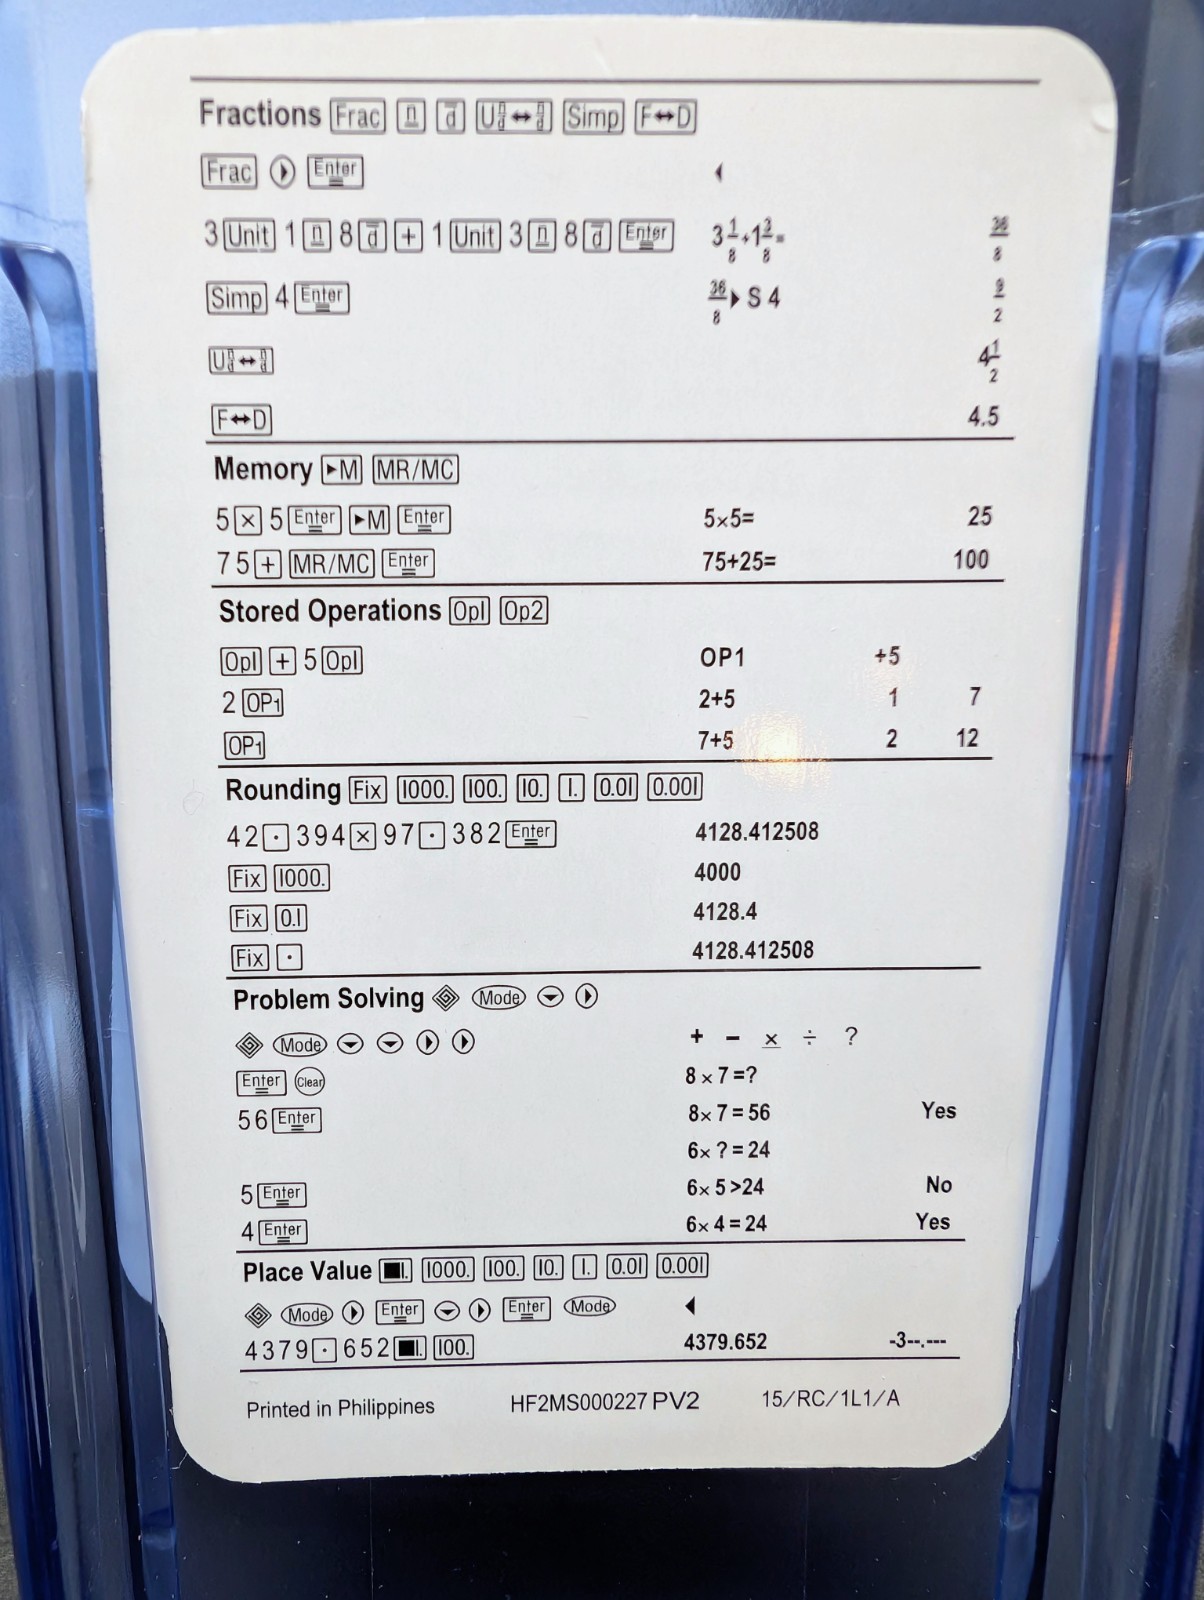 Fractions Frac n d U n/d ↔ n/d Simp F↔D
Frac Enter
3 Unit 1 n 8 d + 1 Unit 3 n 8 d Enter 3 1/8 + 1 3/8 = 36/8
Simp 4 Enter 36/8 ▸ S 4 9/2
U n/d ↔ n/d 4 1/2
F↔D 4.5
Memory ▸M MR/MC
5 × 5 Enter ▸M Enter 5×5= 25
75 + MR/MC Enter 75+25= 100
Stored Operations Op1 Op2
Op1 + 5 Op1 OP1 +5
2 OP1 2+5 1 7
OP1 7+5 2 12
Rounding Fix 1000. 100. 10. 1. 0.01 0.001
42 . 394 × 97 . 382 Enter 4128.412508
Fix 1000. 4000
Fix 0.1 4128.4
Fix . 4128.412508
Problem Solving Mode
Mode + − × ÷ ?
Enter Clear 8 × 7 =?
56 Enter 8× 7 = 56 Yes
6× ? = 24
5 Enter 6× 5 >24 No
4 Enter 6× 4 = 24 Yes
Place Value ■. 1000. 100. 10. 1. 0.01 0.001
Mode Enter Enter Mode
4379 . 652 ■. 100. 4379.652 -3--.---
Printed in Philippines HF2MS000227 PV2 15/RC/1L1/A